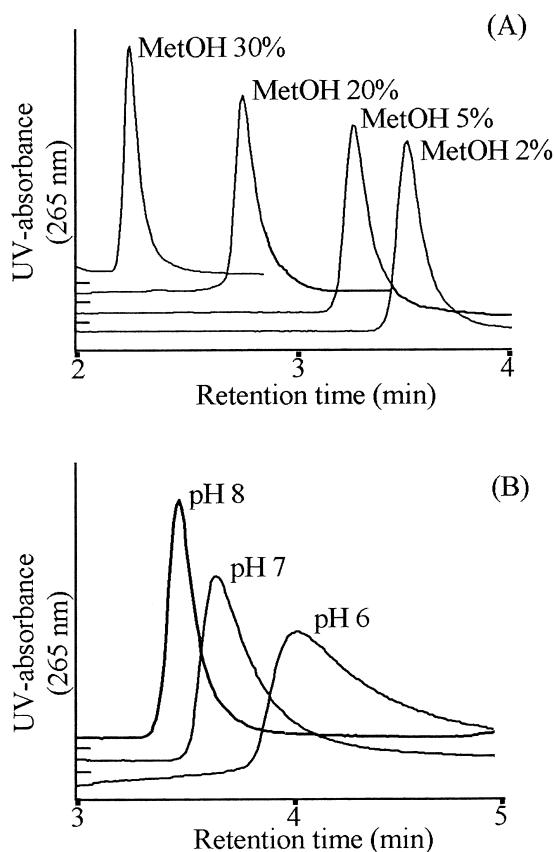 (A)
MetOH 30%
MetOH 20%
MetOH 5%
MetOH 2%
UV-absorbance
(265 nm)
2 3 4
Retention time (min)
(B)
pH 8
pH 7
pH 6
UV-absorbance
(265 nm)
3 4 5
Retention time (min)